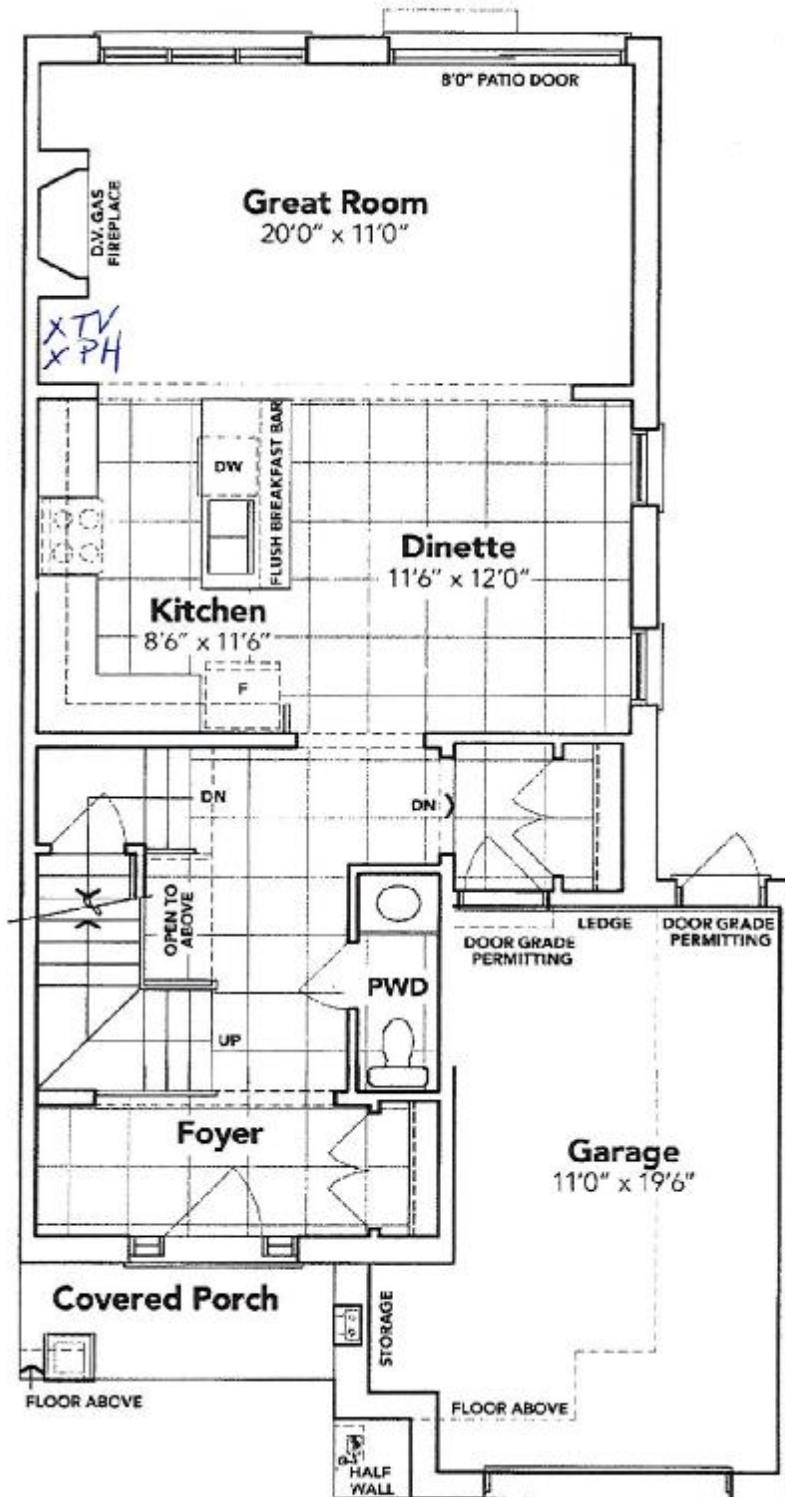 8'0" PATIO DOOR
Great Room
20'0" x 11'0"
D.V. GAS
FIREPLACE
X TV
X PH
DW
FLUSH BREAKFAST BAR
Dinette
11'6" x 12'0"
Kitchen
8'6" x 11'6"
F
DN
DN
OPEN TO
ABOVE
LEDGE
DOOR GRADE
PERMITTING
DOOR GRADE
PERMITTING
PWD
UP
Foyer
Garage
11'0" x 19'6"
Covered Porch
STORAGE
FLOOR ABOVE
FLOOR ABOVE
HALF
WALL